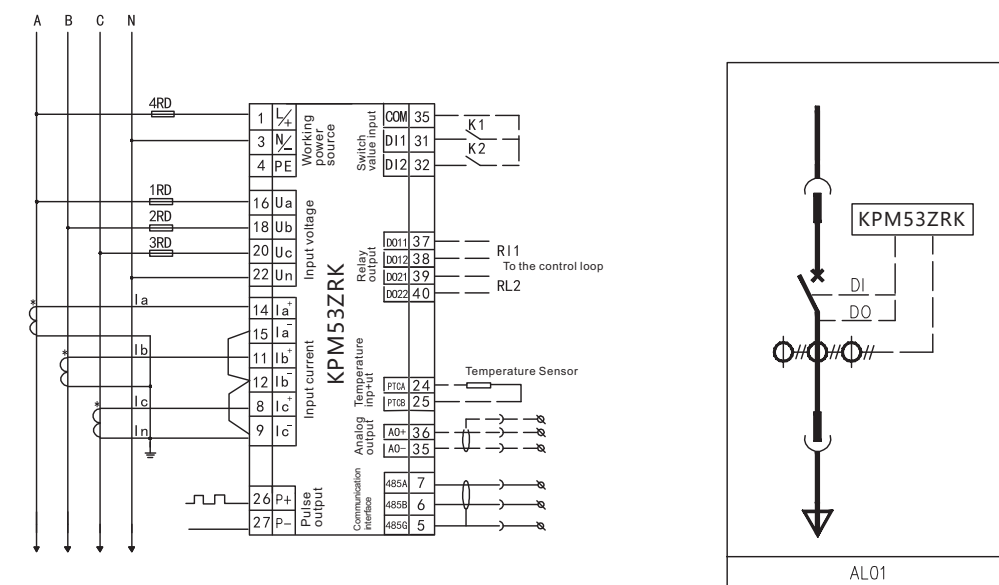 A B C N
4RD
1RD
2RD
3RD
Ia
Ib
Ic
In
* 
*
*
1 L/+
3 N/-
4 PE
Working
power
source
16 Ua
18 Ub
20 Uc
22 Un
Input voltage
14 Ia+
15 Ia-
11 Ib+
12 Ib-
8 Ic+
9 Ic-
Input current
26 P+
27 P-
Pulse
output
KPM53ZRK
Switch
value input
COM 35
DI1 31
DI2 32
K1
K2
Relay
output
DO11 37
DO12 38
DO21 39
DO22 40
RI1
To the control loop
RL2
Temperature
inp+ut
PTCA 24
PTCB 25
Temperature Sensor
Analog
output
AO+ 36
AO- 35
Communication
interface
485A 7
485B 6
485G 5
KPM53ZRK
DI
DO
AL01